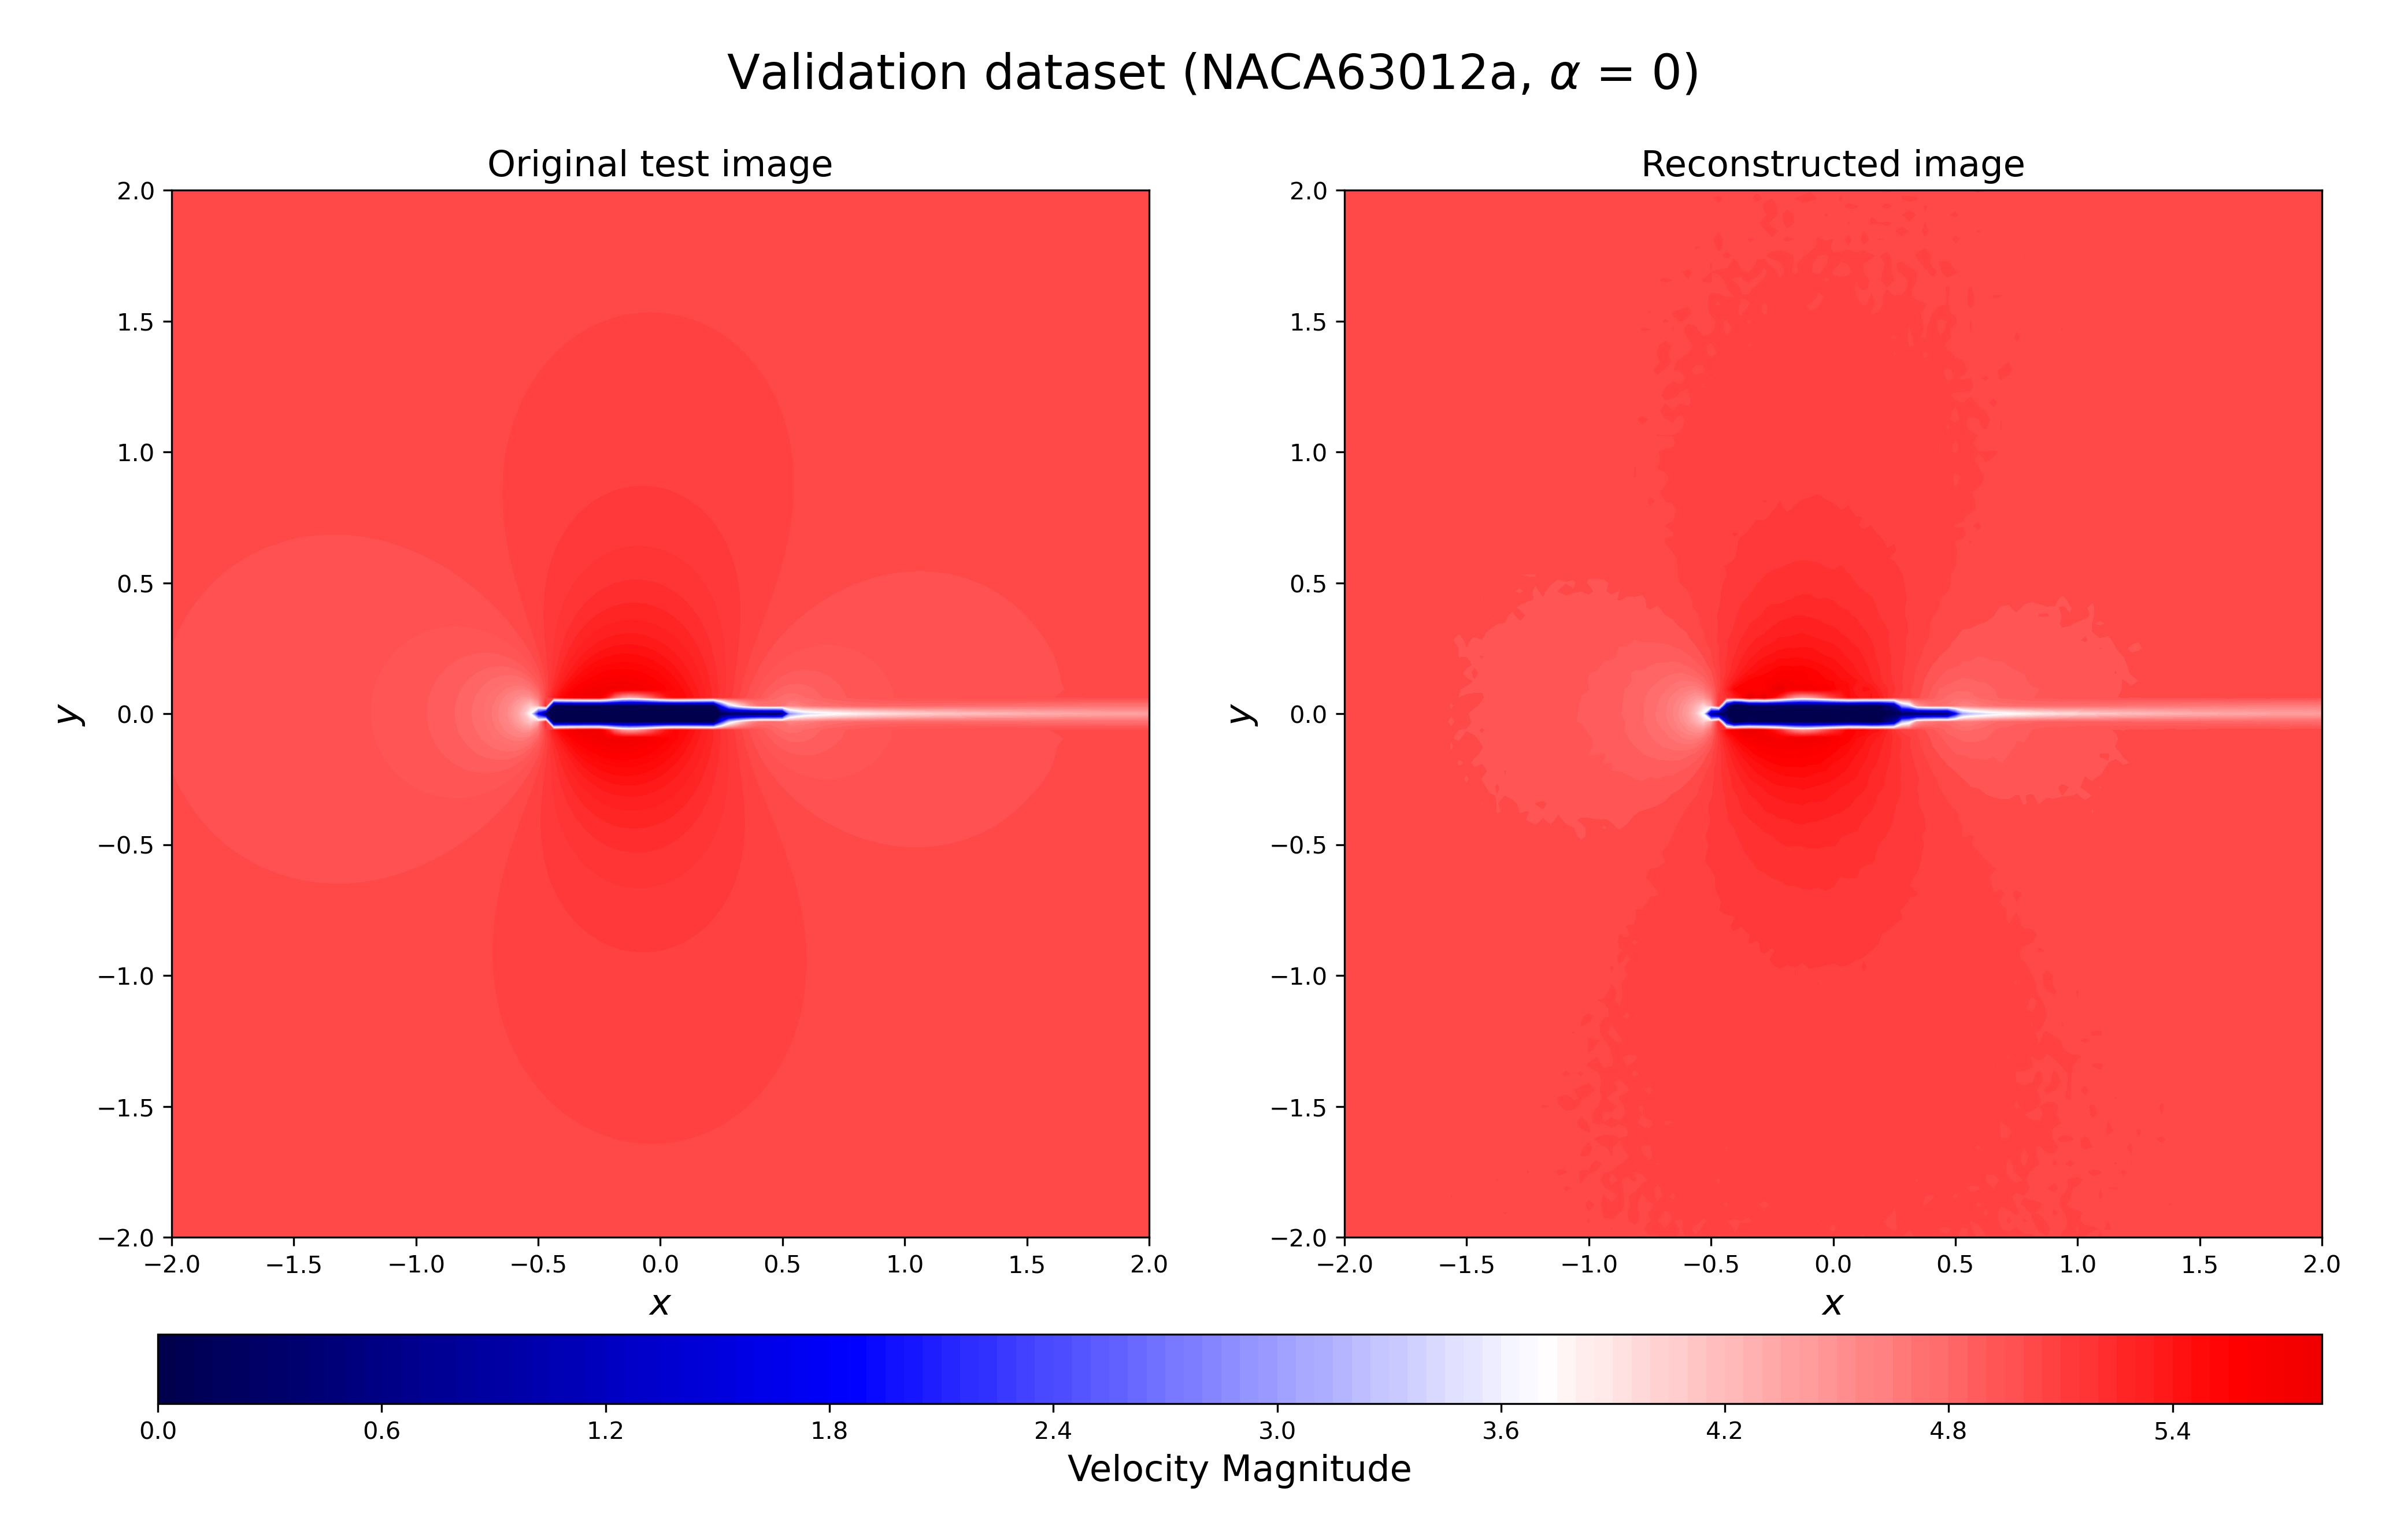 Validation dataset (NACA63012a, α = 0)
Original test image
Reconstructed image
2.0
1.5
1.0
0.5
0.0
−0.5
−1.0
−1.5
−2.0
y
−2.0 −1.5 −1.0 −0.5 0.0 0.5 1.0 1.5 2.0
x
2.0
1.5
1.0
0.5
0.0
−0.5
−1.0
−1.5
−2.0
y
−2.0 −1.5 −1.0 −0.5 0.0 0.5 1.0 1.5 2.0
x
0.0 0.6 1.2 1.8 2.4 3.0 3.6 4.2 4.8 5.4
Velocity Magnitude